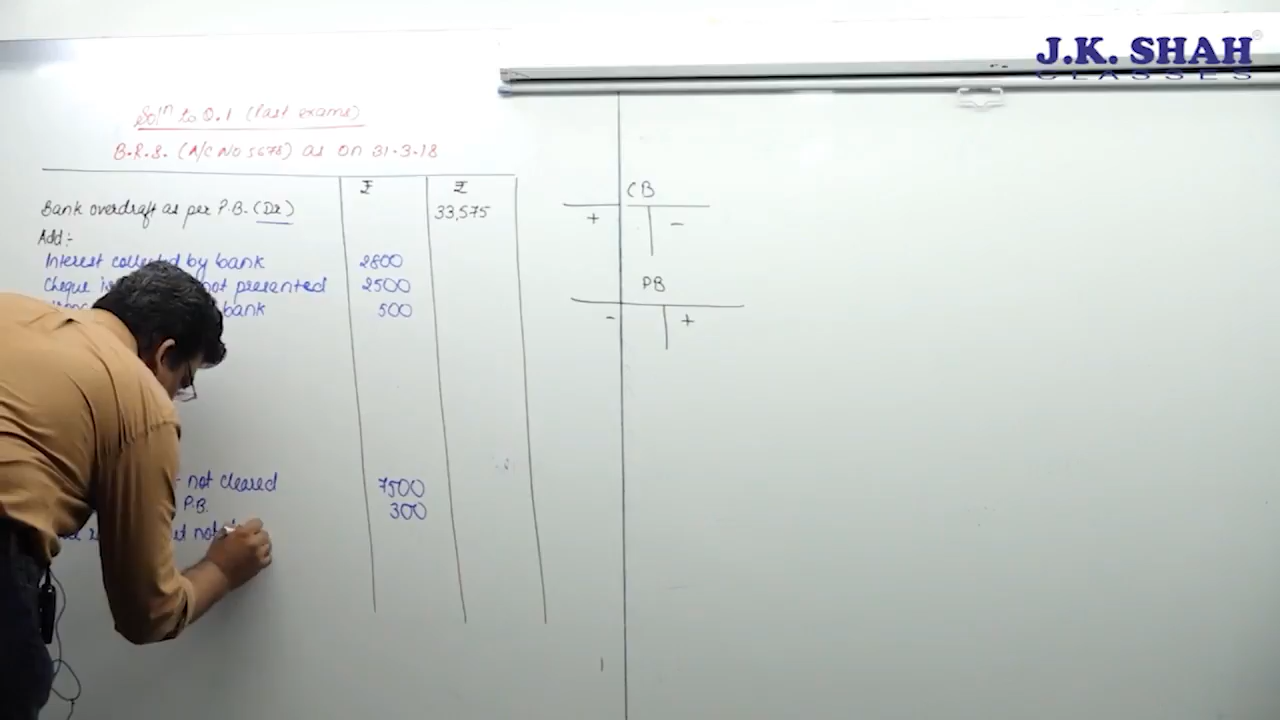 J.K. SHAH
CLASSES
Soln to Q.1 (Past exams)
B.R.S. (A/C NO 5678) as on 31-3-18
₹ ₹
Bank overdraft as per P.B. (Dr) 33,575
Add:-
Interest collected by bank 2800
Cheque not presented 2500
bank 500
not cleared 7500
P.B. 300
not
CB
+ -
PB
- +